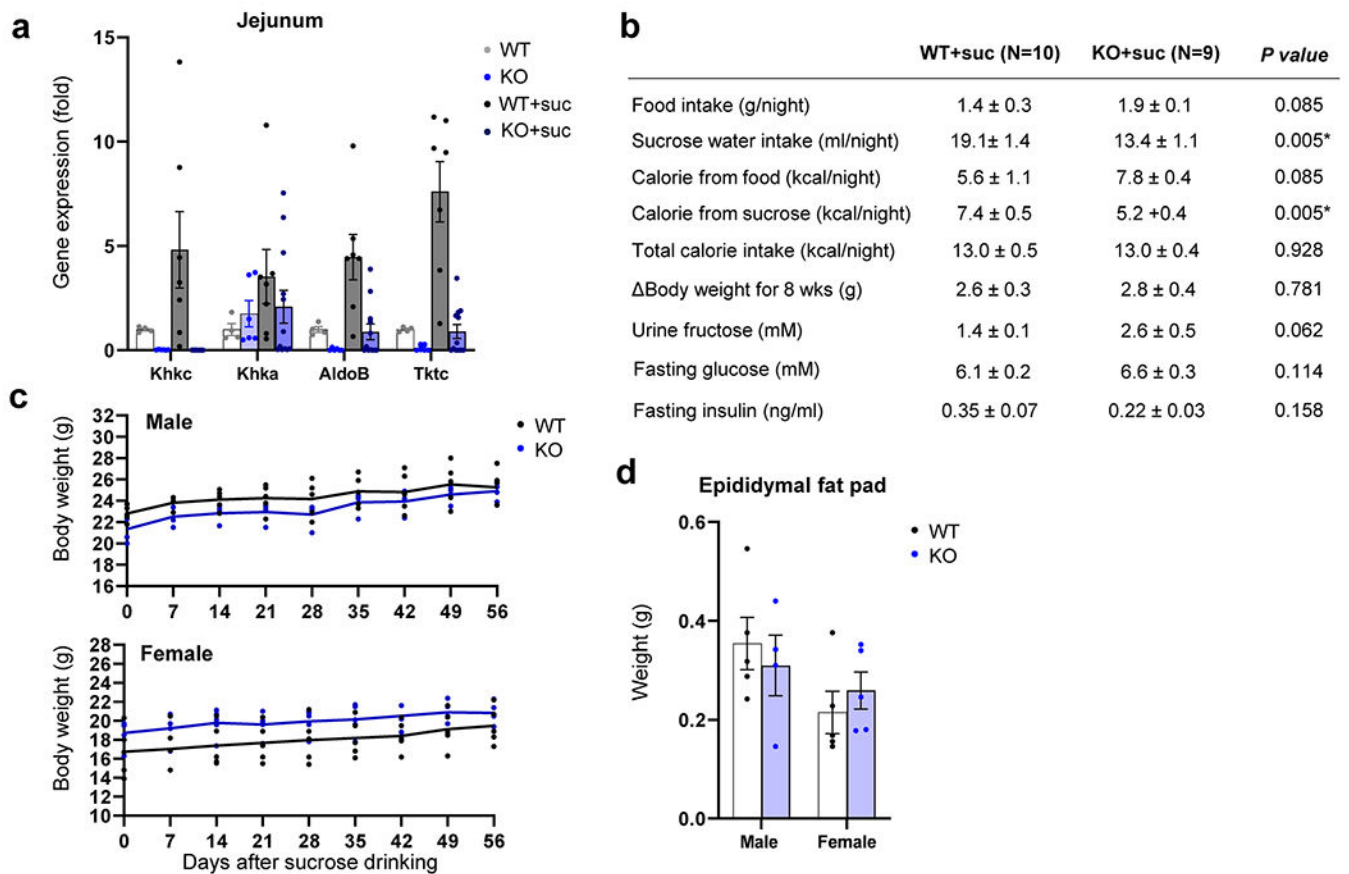 a
Jejunum
WT
KO
WT+suc
KO+suc
Gene expression (fold)
15
10
5
0
Khkc Khka AldoB Tktc
b
WT+suc (N=10) KO+suc (N=9) P value
Food intake (g/night) 1.4 ± 0.3 1.9 ± 0.1 0.085
Sucrose water intake (ml/night) 19.1± 1.4 13.4 ± 1.1 0.005*
Calorie from food (kcal/night) 5.6 ± 1.1 7.8 ± 0.4 0.085
Calorie from sucrose (kcal/night) 7.4 ± 0.5 5.2 +0.4 0.005*
Total calorie intake (kcal/night) 13.0 ± 0.5 13.0 ± 0.4 0.928
ΔBody weight for 8 wks (g) 2.6 ± 0.3 2.8 ± 0.4 0.781
Urine fructose (mM) 1.4 ± 0.1 2.6 ± 0.5 0.062
Fasting glucose (mM) 6.1 ± 0.2 6.6 ± 0.3 0.114
Fasting insulin (ng/ml) 0.35 ± 0.07 0.22 ± 0.03 0.158
c
Male
WT
KO
Body weight (g)
32
30
28
26
24
22
20
18
16
0 7 14 21 28 35 42 49 56
Female
Body weight (g)
28
26
24
22
20
18
16
14
12
10
0 7 14 21 28 35 42 49 56
Days after sucrose drinking
d
Epididymal fat pad
WT
KO
Weight (g)
0.6
0.4
0.2
0.0
Male Female